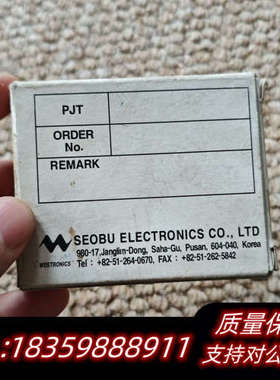 PJT
ORDER
No.
REMARK
SEOBU ELECTRONICS CO., LTD
980-17, Janglim-Dong, Saha-Gu, Pusan, 604-040, Korea
Tel : +82-51-264-0670, FAX : +82-51-262-5842
WESTRONICS
质量保
:18359888911
支持对公